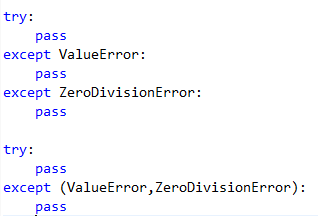 try:
    pass
except ValueError:
    pass
except ZeroDivisionError:
    pass

try:
    pass
except (ValueError,ZeroDivisionError):
    pass